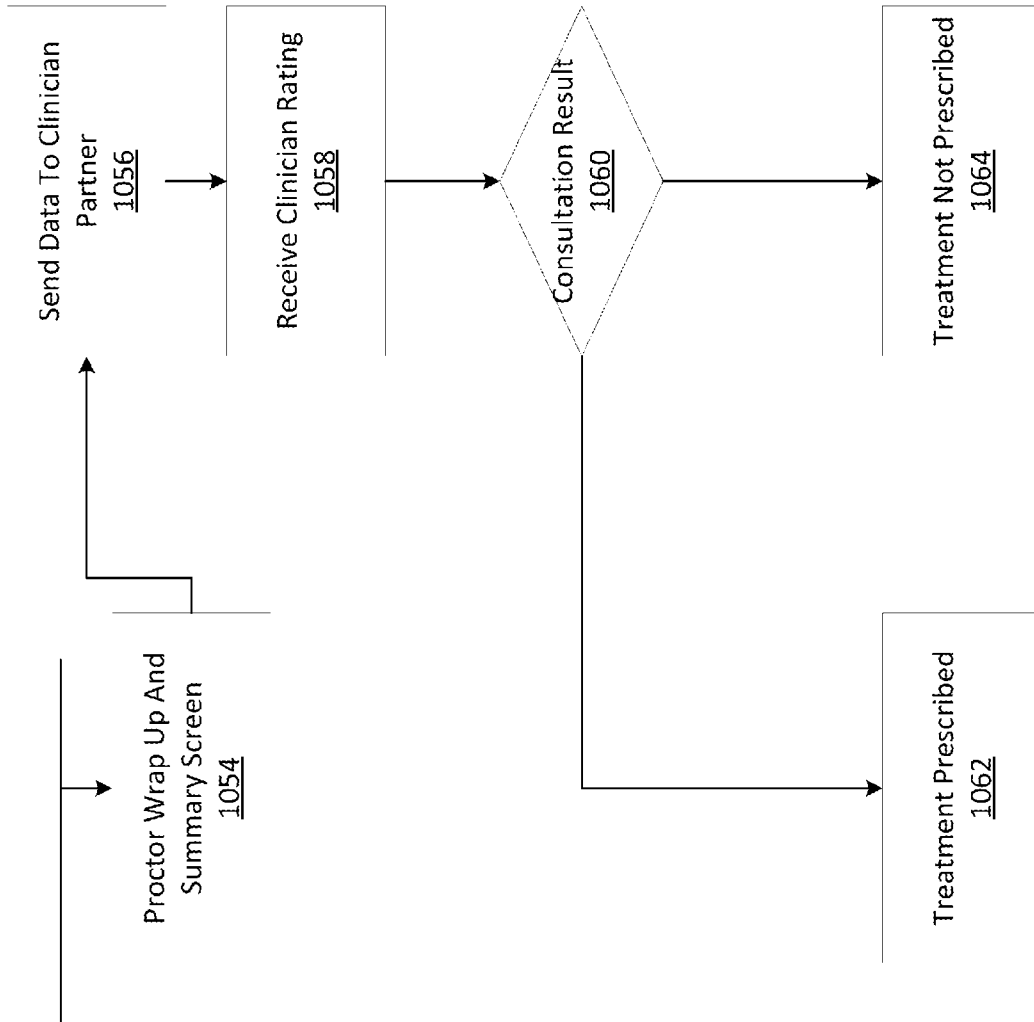 Proctor Wrap Up And
Summary Screen
1054
Send Data To Clinician
Partner
1056
Receive Clinician Rating
1058
Consultation Result
1060
Treatment Prescribed
1062
Treatment Not Prescribed
1064